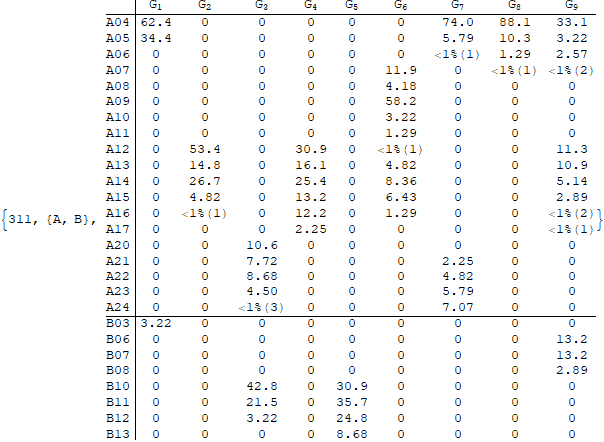 G₁ G₂ G₃ G₄ G₅ G₆ G₇ G₈ G₉
A04 62.4 0 0 0 0 0 74.0 88.1 33.1
A05 34.4 0 0 0 0 0 5.79 10.3 3.22
A06 0 0 0 0 0 0 <1%(1) 1.29 2.57
A07 0 0 0 0 0 11.9 0 <1%(1) <1%(2)
A08 0 0 0 0 0 4.18 0 0 0
A09 0 0 0 0 0 58.2 0 0 0
A10 0 0 0 0 0 3.22 0 0 0
A11 0 0 0 0 0 1.29 0 0 0
A12 0 53.4 0 30.9 0 <1%(1) 0 0 11.3
A13 0 14.8 0 16.1 0 4.82 0 0 10.9
A14 0 26.7 0 25.4 0 8.36 0 0 5.14
A15 0 4.82 0 13.2 0 6.43 0 0 2.89
{311, {A, B}, A16 0 <1%(1) 0 12.2 0 1.29 0 0 <1%(2)}
A17 0 0 0 2.25 0 0 0 0 <1%(1)
A20 0 0 10.6 0 0 0 0 0 0
A21 0 0 7.72 0 0 0 2.25 0 0
A22 0 0 8.68 0 0 0 4.82 0 0
A23 0 0 4.50 0 0 0 5.79 0 0
A24 0 0 <1%(3) 0 0 0 7.07 0 0
B03 3.22 0 0 0 0 0 0 0 0
B06 0 0 0 0 0 0 0 0 13.2
B07 0 0 0 0 0 0 0 0 13.2
B08 0 0 0 0 0 0 0 0 2.89
B10 0 0 42.8 0 30.9 0 0 0 0
B11 0 0 21.5 0 35.7 0 0 0 0
B12 0 0 3.22 0 24.8 0 0 0 0
B13 0 0 0 0 8.68 0 0 0 0